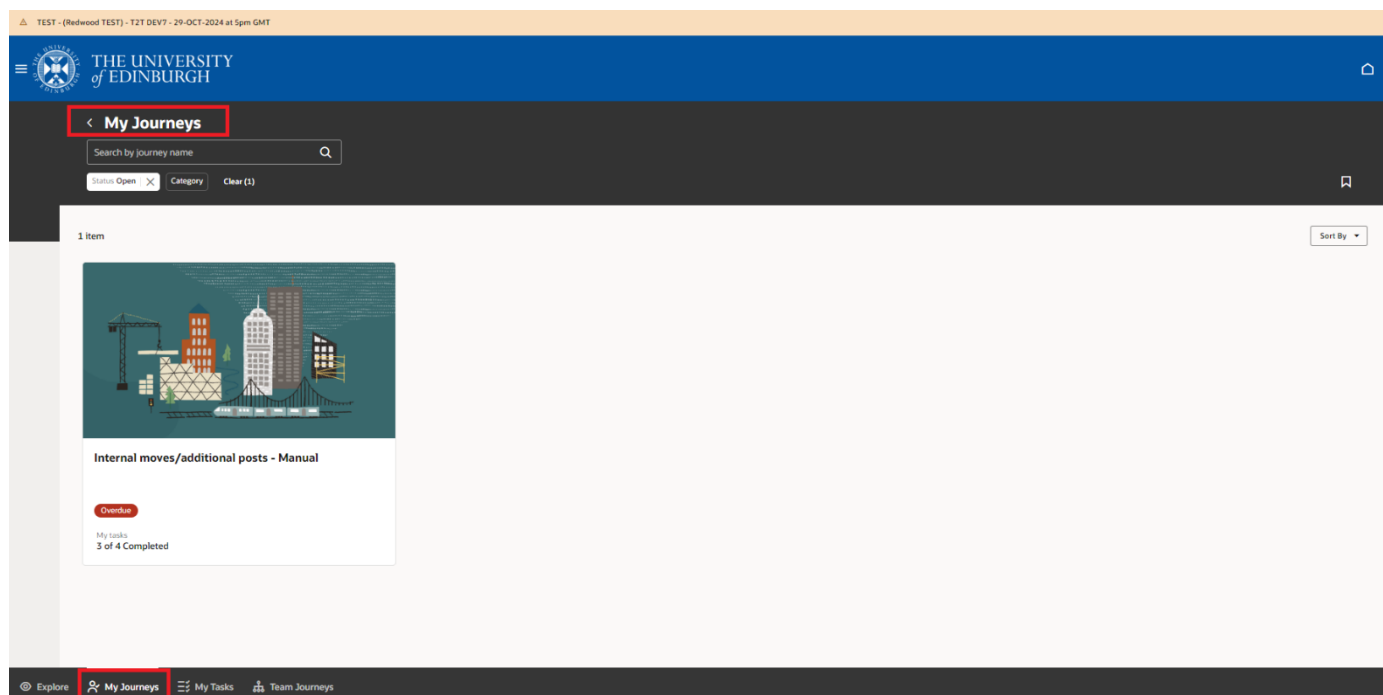 TEST - (Redwood TEST) - T2T DEV7 - 29-OCT-2024 at 5pm GMT
THE UNIVERSITY
of EDINBURGH
My Journeys
Search by journey name
Status Open Category Clear (1)
1 item Sort By
Internal moves/additional posts - Manual
Overdue
My tasks
3 of 4 Completed
Explore My Journeys My Tasks Team Journeys